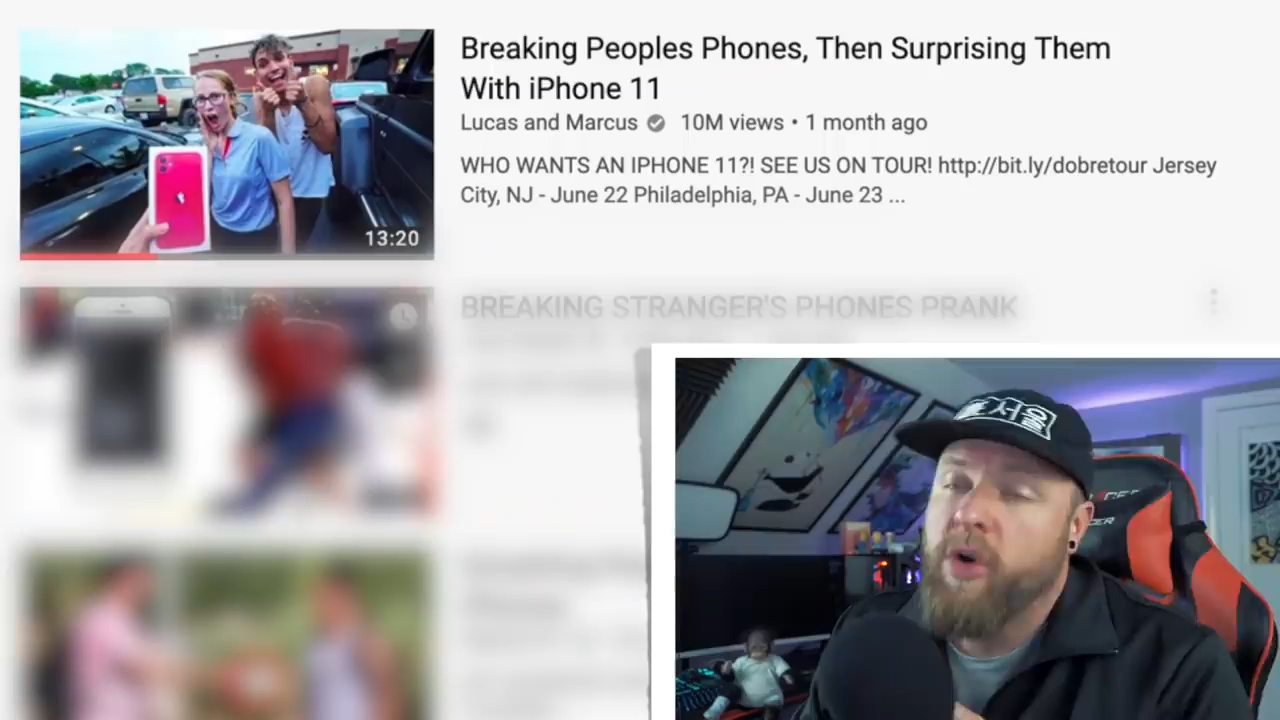 Breaking Peoples Phones, Then Surprising Them
With iPhone 11
Lucas and Marcus 10M views • 1 month ago
WHO WANTS AN IPHONE 11?! SEE US ON TOUR! http://bit.ly/dobretour Jersey
City, NJ - June 22 Philadelphia, PA - June 23 ...
13:20
BREAKING STRANGER'S PHONES PRANK
서울